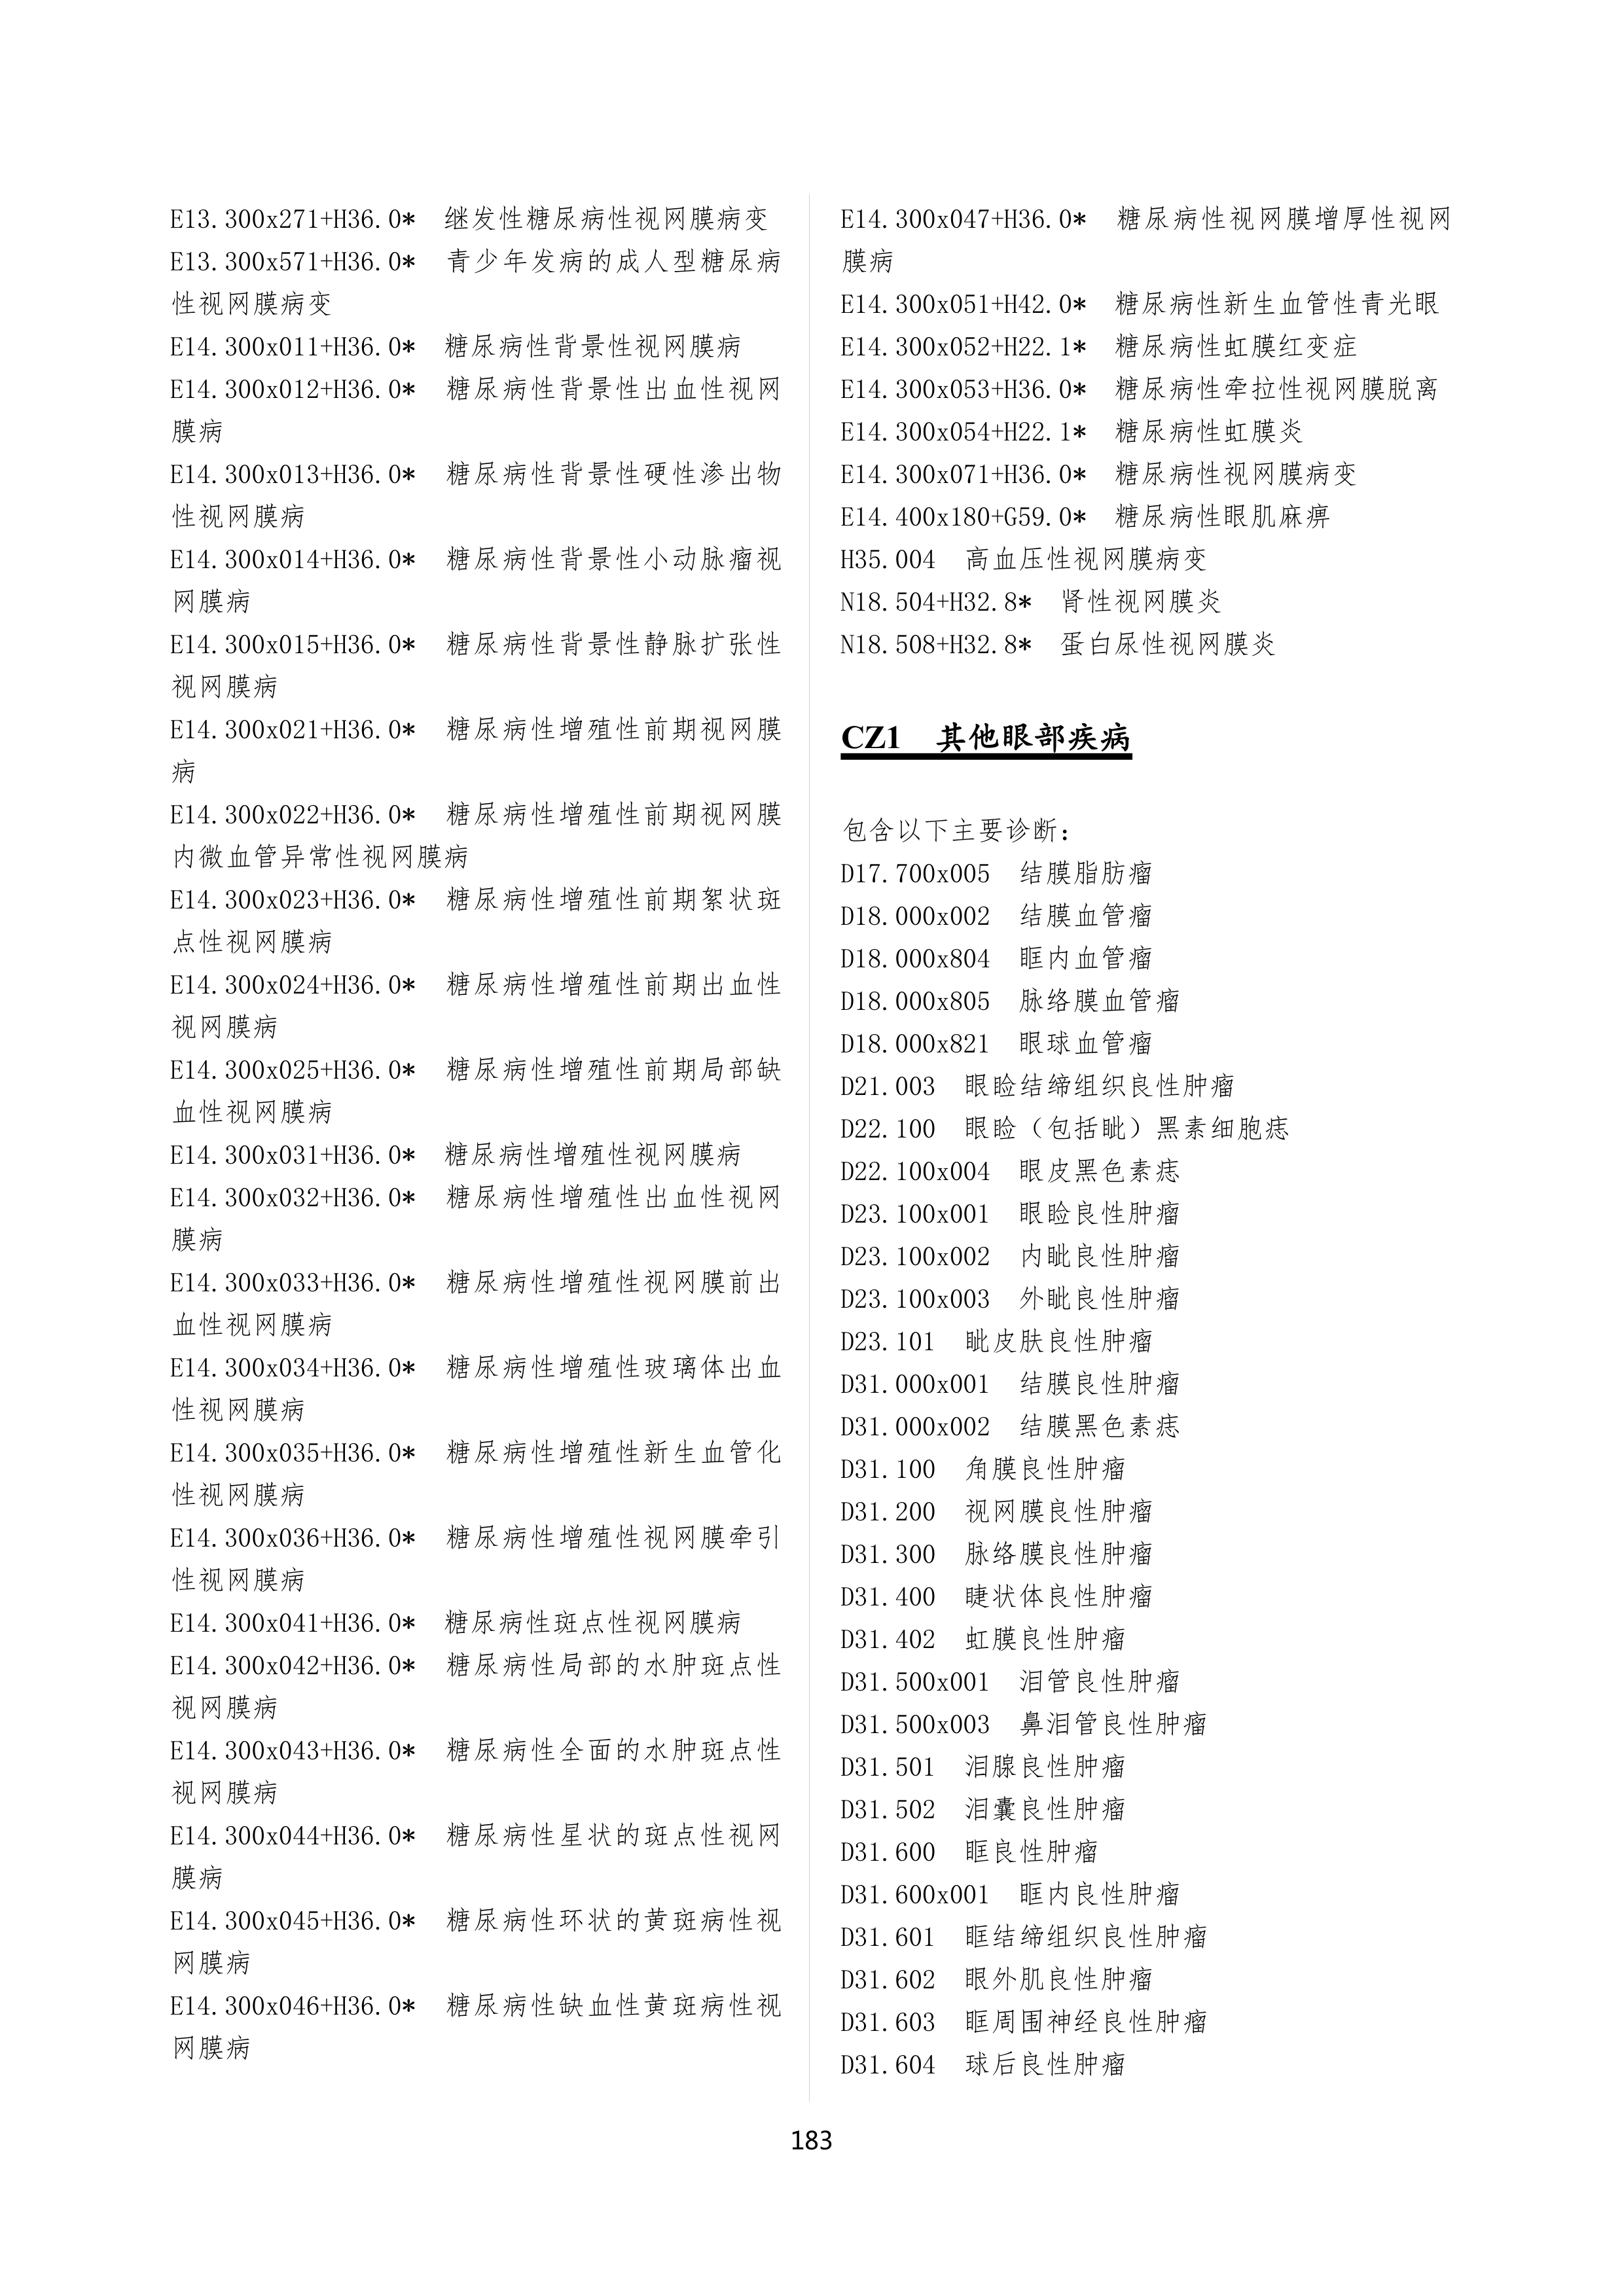 E13.300x271+H36.0*　继发性糖尿病性视网膜病变
E13.300x571+H36.0*　青少年发病的成人型糖尿病
性视网膜病变
E14.300x011+H36.0*　糖尿病性背景性视网膜病
E14.300x012+H36.0*　糖尿病性背景性出血性视网
膜病
E14.300x013+H36.0*　糖尿病性背景性硬性渗出物
性视网膜病
E14.300x014+H36.0*　糖尿病性背景性小动脉瘤视
网膜病
E14.300x015+H36.0*　糖尿病性背景性静脉扩张性
视网膜病
E14.300x021+H36.0*　糖尿病性增殖性前期视网膜
病
E14.300x022+H36.0*　糖尿病性增殖性前期视网膜
内微血管异常性视网膜病
E14.300x023+H36.0*　糖尿病性增殖性前期絮状斑
点性视网膜病
E14.300x024+H36.0*　糖尿病性增殖性前期出血性
视网膜病
E14.300x025+H36.0*　糖尿病性增殖性前期局部缺
血性视网膜病
E14.300x031+H36.0*　糖尿病性增殖性视网膜病
E14.300x032+H36.0*　糖尿病性增殖性出血性视网
膜病
E14.300x033+H36.0*　糖尿病性增殖性视网膜前出
血性视网膜病
E14.300x034+H36.0*　糖尿病性增殖性玻璃体出血
性视网膜病
E14.300x035+H36.0*　糖尿病性增殖性新生血管化
性视网膜病
E14.300x036+H36.0*　糖尿病性增殖性视网膜牵引
性视网膜病
E14.300x041+H36.0*　糖尿病性斑点性视网膜病
E14.300x042+H36.0*　糖尿病性局部的水肿斑点性
视网膜病
E14.300x043+H36.0*　糖尿病性全面的水肿斑点性
视网膜病
E14.300x044+H36.0*　糖尿病性星状的斑点性视网
膜病
E14.300x045+H36.0*　糖尿病性环状的黄斑病性视
网膜病
E14.300x046+H36.0*　糖尿病性缺血性黄斑病性视
网膜病
E14.300x047+H36.0*　糖尿病性视网膜增厚性视网
膜病
E14.300x051+H42.0*　糖尿病性新生血管性青光眼
E14.300x052+H22.1*　糖尿病性虹膜红变症
E14.300x053+H36.0*　糖尿病性牵拉性视网膜脱离
E14.300x054+H22.1*　糖尿病性虹膜炎
E14.300x071+H36.0*　糖尿病性视网膜病变
E14.400x180+G59.0*　糖尿病性眼肌麻痹
H35.004　高血压性视网膜病变
N18.504+H32.8*　肾性视网膜炎
N18.508+H32.8*　蛋白尿性视网膜炎
CZ1　其他眼部疾病
包含以下主要诊断：
D17.700x005　结膜脂肪瘤
D18.000x002　结膜血管瘤
D18.000x804　眶内血管瘤
D18.000x805　脉络膜血管瘤
D18.000x821　眼球血管瘤
D21.003　眼睑结缔组织良性肿瘤
D22.100　眼睑（包括眦）黑素细胞痣
D22.100x004　眼皮黑色素痣
D23.100x001　眼睑良性肿瘤
D23.100x002　内眦良性肿瘤
D23.100x003　外眦良性肿瘤
D23.101　眦皮肤良性肿瘤
D31.000x001　结膜良性肿瘤
D31.000x002　结膜黑色素痣
D31.100　角膜良性肿瘤
D31.200　视网膜良性肿瘤
D31.300　脉络膜良性肿瘤
D31.400　睫状体良性肿瘤
D31.402　虹膜良性肿瘤
D31.500x001　泪管良性肿瘤
D31.500x003　鼻泪管良性肿瘤
D31.501　泪腺良性肿瘤
D31.502　泪囊良性肿瘤
D31.600　眶良性肿瘤
D31.600x001　眶内良性肿瘤
D31.601　眶结缔组织良性肿瘤
D31.602　眼外肌良性肿瘤
D31.603　眶周围神经良性肿瘤
D31.604　球后良性肿瘤
183